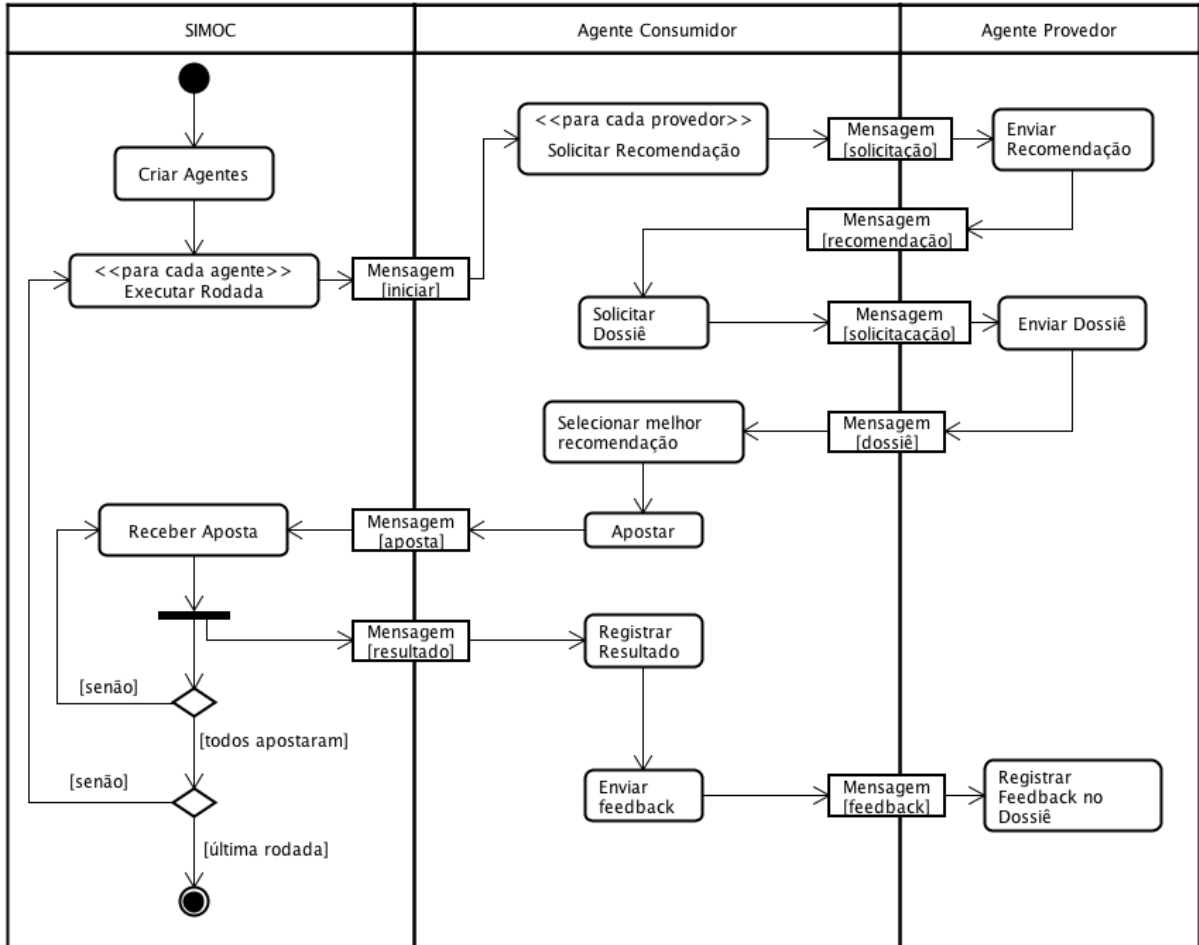 SIMOC
Agente Consumidor
Agente Provedor
<<para cada provedor>>
Solicitar Recomendação
Mensagem
[solicitação]
Enviar
Recomendação
Criar Agentes
Mensagem
[recomendação]
<<para cada agente>>
Executar Rodada
Mensagem
[iniciar]
Solicitar
Dossiê
Mensagem
[solicitacação]
Enviar Dossiê
Selecionar melhor
recomendação
Mensagem
[dossiê]
Receber Aposta
Mensagem
[aposta]
Apostar
Mensagem
[resultado]
Registrar
Resultado
[senão]
[todos apostaram]
[senão]
Enviar
feedback
Mensagem
[feedback]
Registrar
Feedback no
Dossiê
[última rodada]